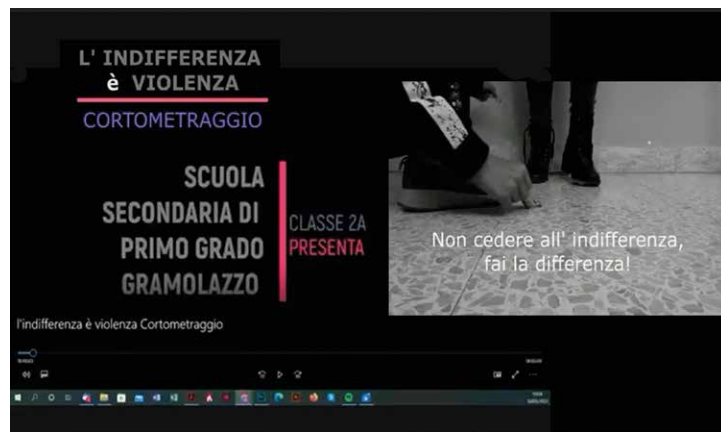 L' INDIFFERENZA
è VIOLENZA
CORTOMETRAGGIO
SCUOLA
SECONDARIA DI
PRIMO GRADO
GRAMOLAZZO
CLASSE 2A
PRESENTA
Non cedere all' indifferenza,
fai la differenza!
l'indifferenza è violenza Cortometraggio